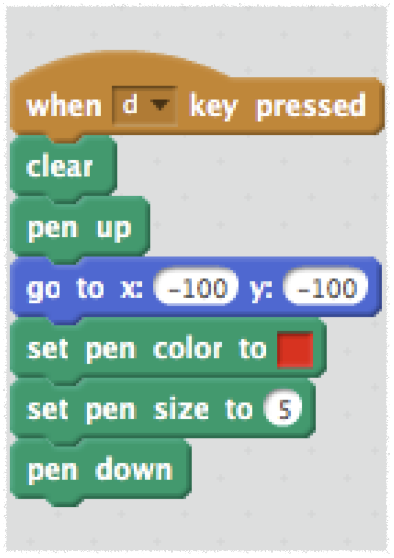 when d key pressed
clear
pen up
go to x: -100 y: -100
set pen color to
set pen size to 5
pen down